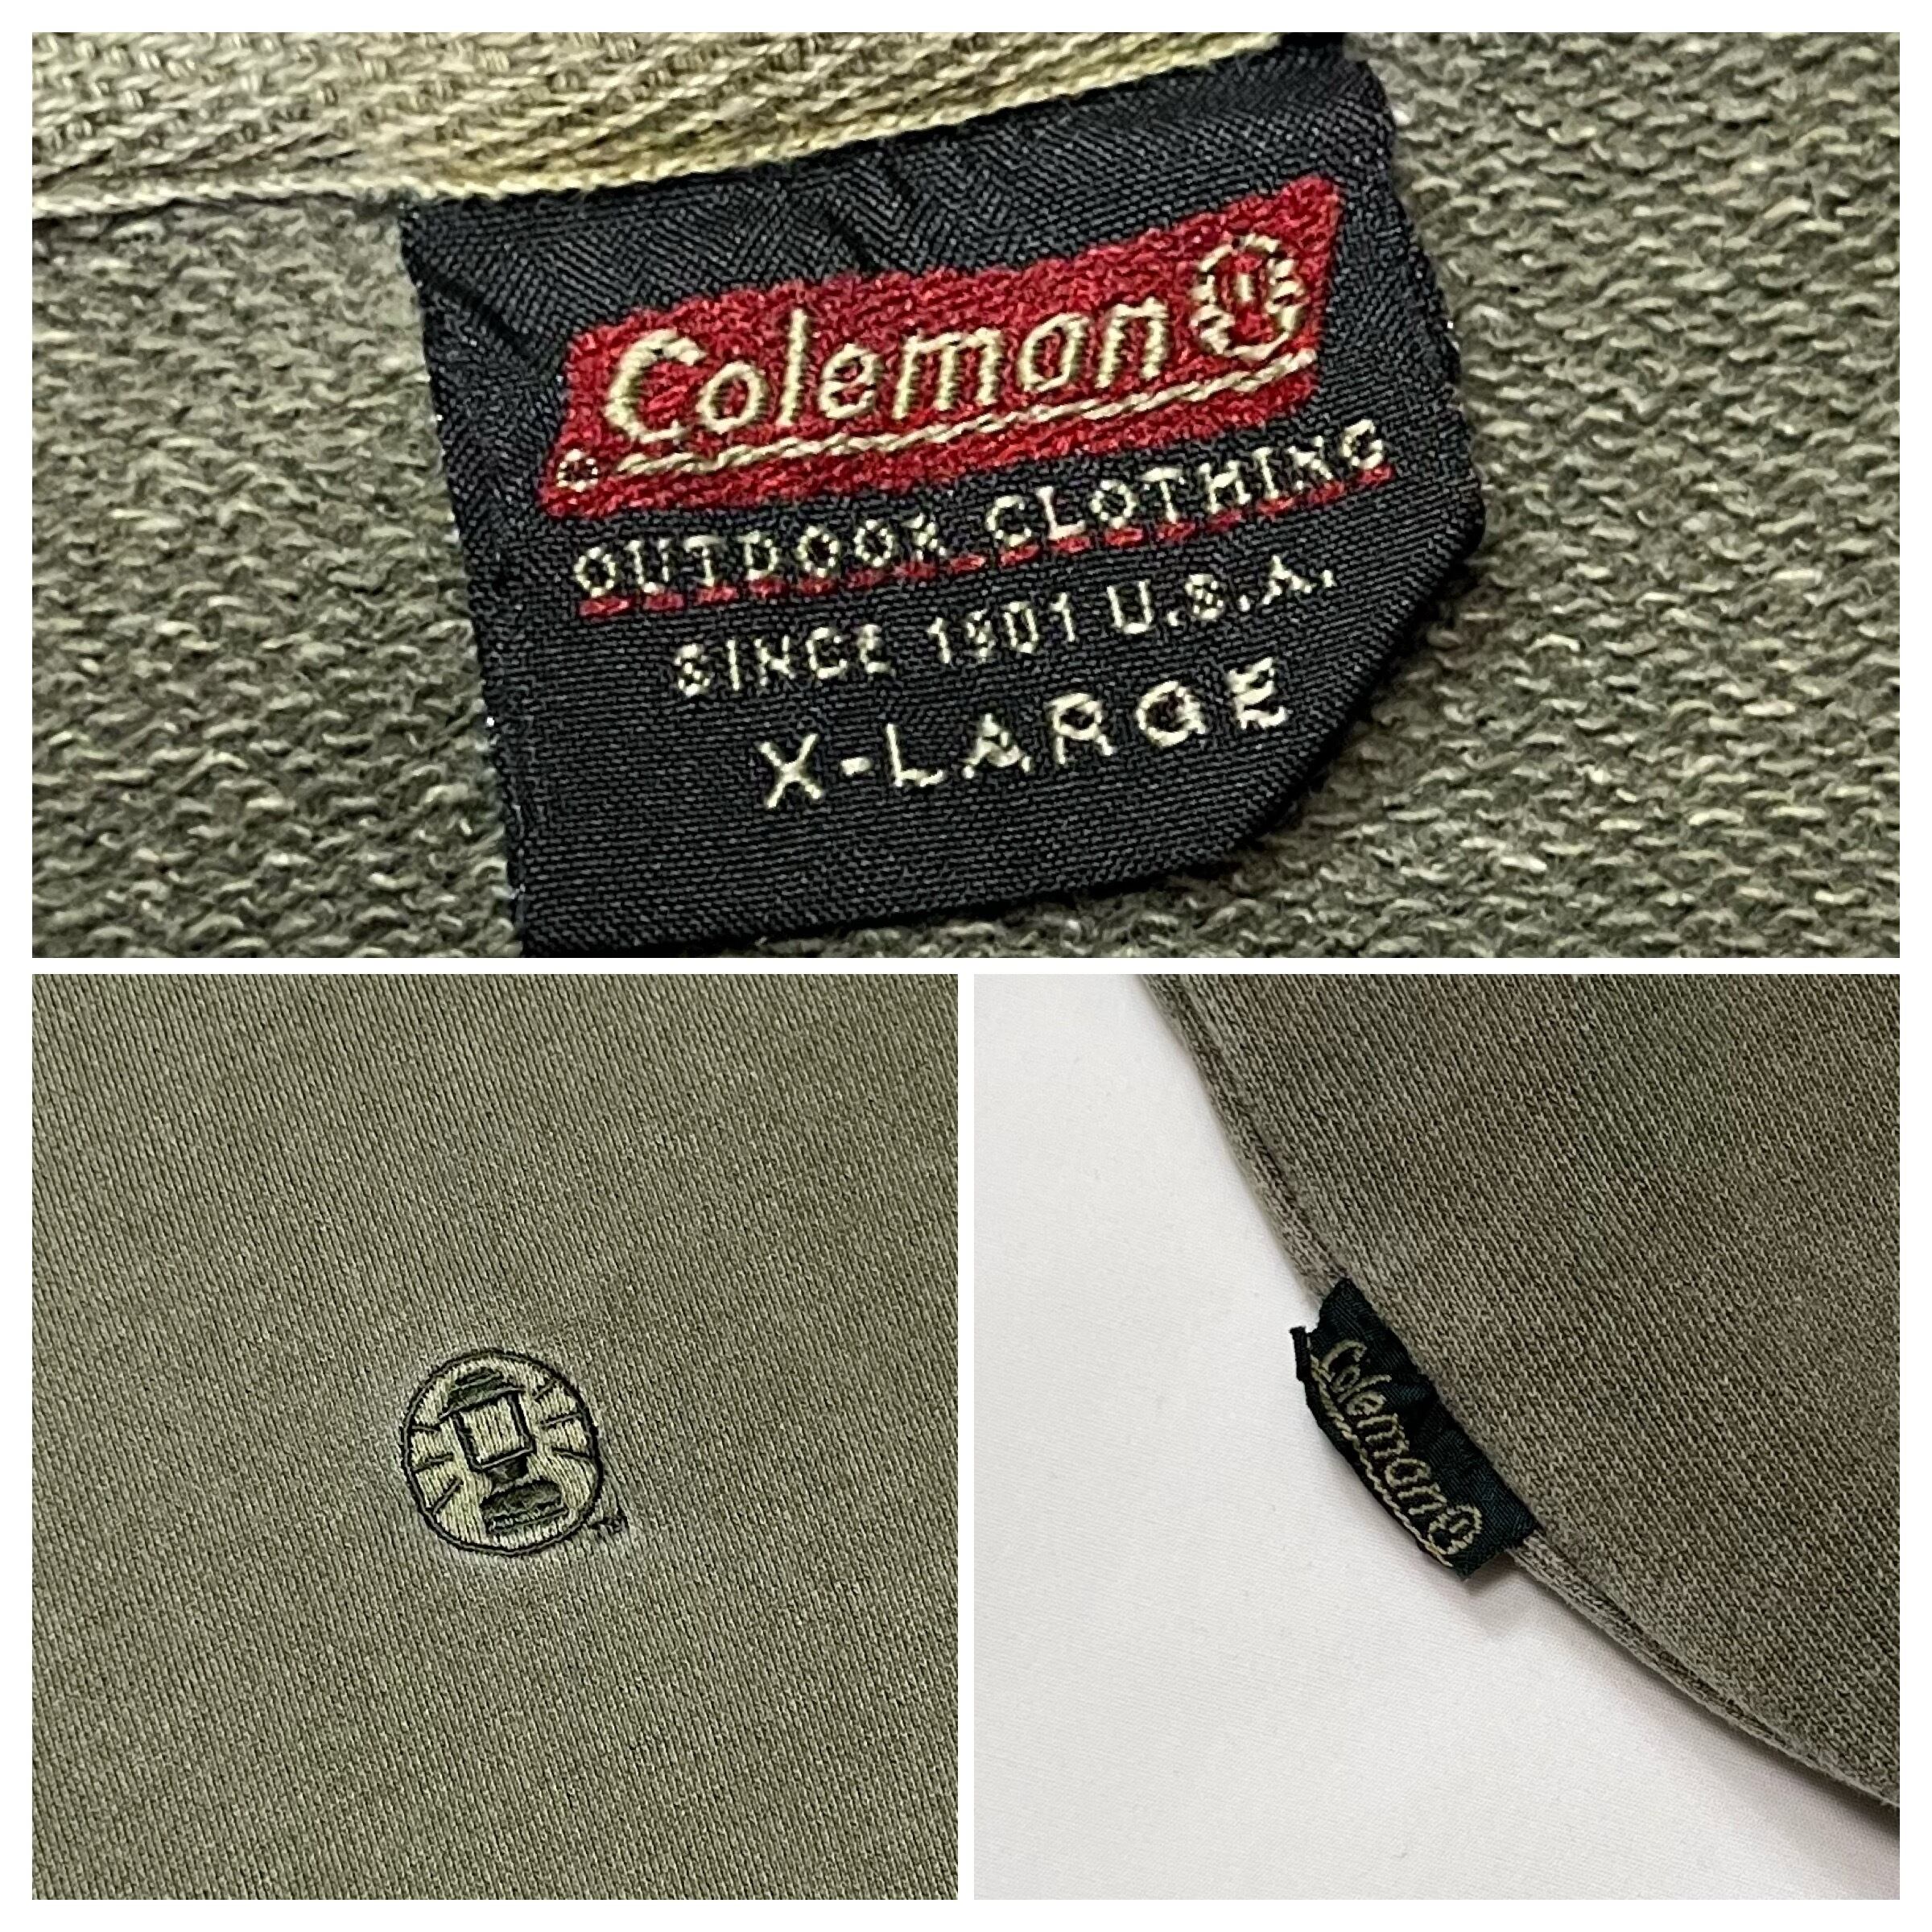 Coleman
OUTDOOR CLOTHING
SINCE 1901 U.S.A.
X-LARGE
TM
Coleman